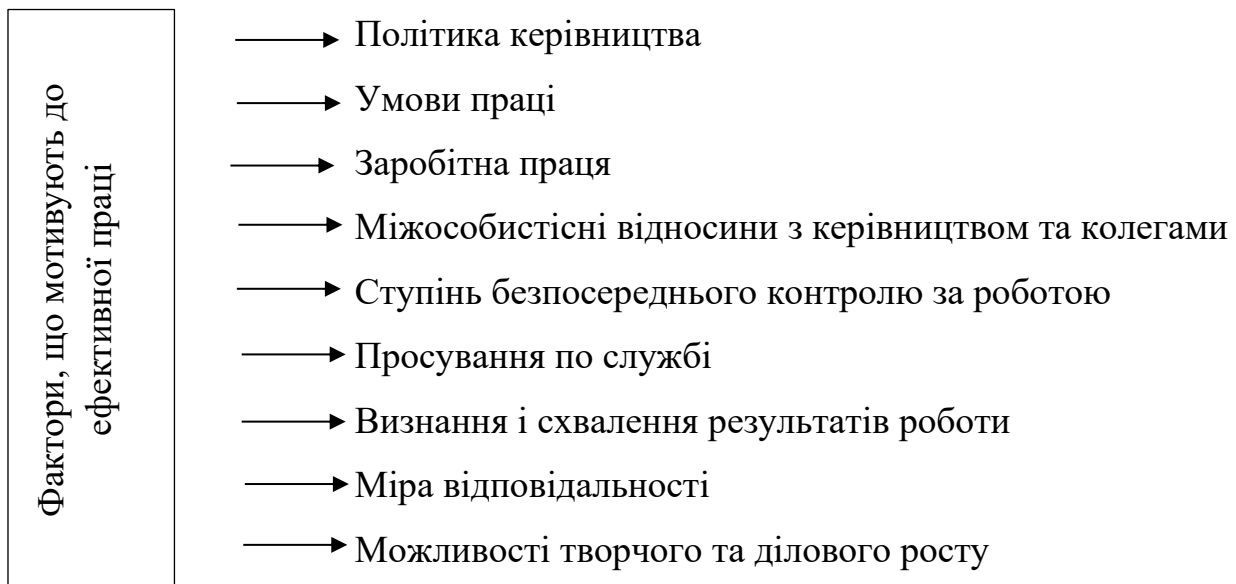 Фактори, що мотивують до
ефективної праці
Політика керівництва
Умови праці
Заробітна праця
Міжособистісні відносини з керівництвом та колегами
Ступінь безпосереднього контролю за роботою
Просування по службі
Визнання і схвалення результатів роботи
Міра відповідальності
Можливості творчого та ділового росту